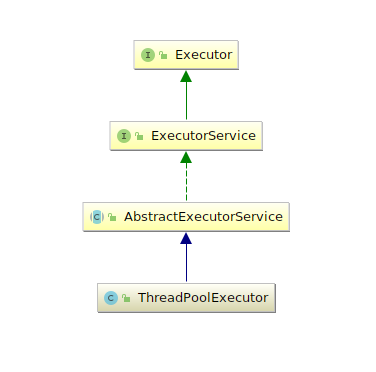 I Executor
I ExecutorService
C AbstractExecutorService
C ThreadPoolExecutor